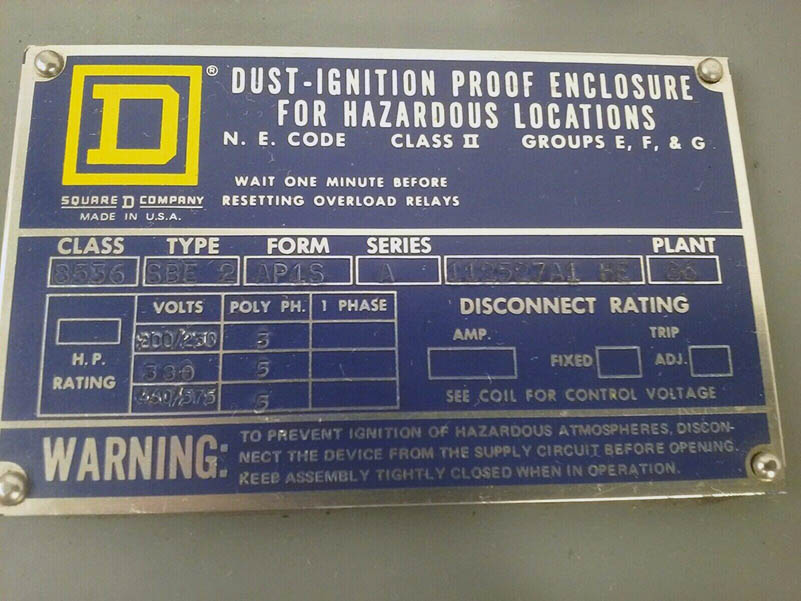 D ®
DUST-IGNITION PROOF ENCLOSURE
FOR HAZARDOUS LOCATIONS
N. E. CODE CLASS II GROUPS E, F, & G
WAIT ONE MINUTE BEFORE
RESETTING OVERLOAD RELAYS
SQUARE D COMPANY
MADE IN U.S.A.
CLASS TYPE FORM SERIES PLANT
8536 SBE 2 AP1S A
VOLTS POLY PH. 1 PHASE
200/230 3
H. P. RATING
380 5
460/575 5
DISCONNECT RATING
AMP. TRIP
FIXED ADJ.
SEE COIL FOR CONTROL VOLTAGE
WARNING:
TO PREVENT IGNITION OF HAZARDOUS ATMOSPHERES, DISCON-
NECT THE DEVICE FROM THE SUPPLY CIRCUIT BEFORE OPENING.
KEEP ASSEMBLY TIGHTLY CLOSED WHEN IN OPERATION.